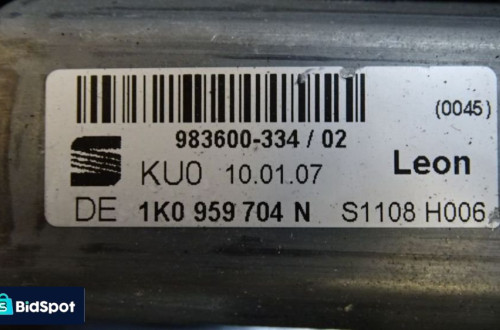 (0045)
983600-334 / 02
KU0 10.01.07 Leon
DE 1K0 959 704 N S1108 H006
BidSpot